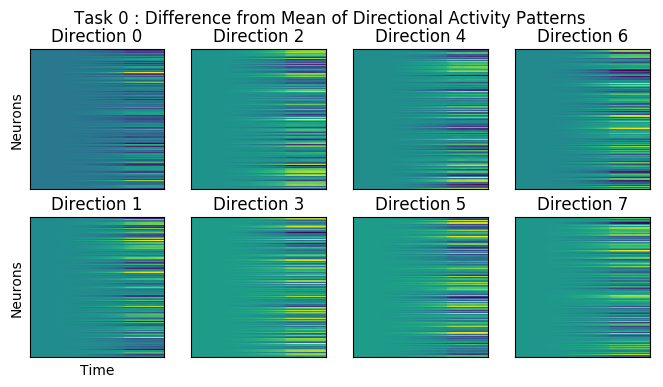 Task 0 : Difference from Mean of Directional Activity Patterns
Direction 0
Direction 2
Direction 4
Direction 6
Neurons
Direction 1
Direction 3
Direction 5
Direction 7
Neurons
Time